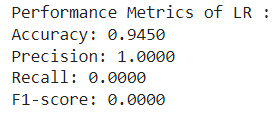 Performance Metrics of LR :
Accuracy: 0.9450
Precision: 1.0000
Recall: 0.0000
F1-score: 0.0000